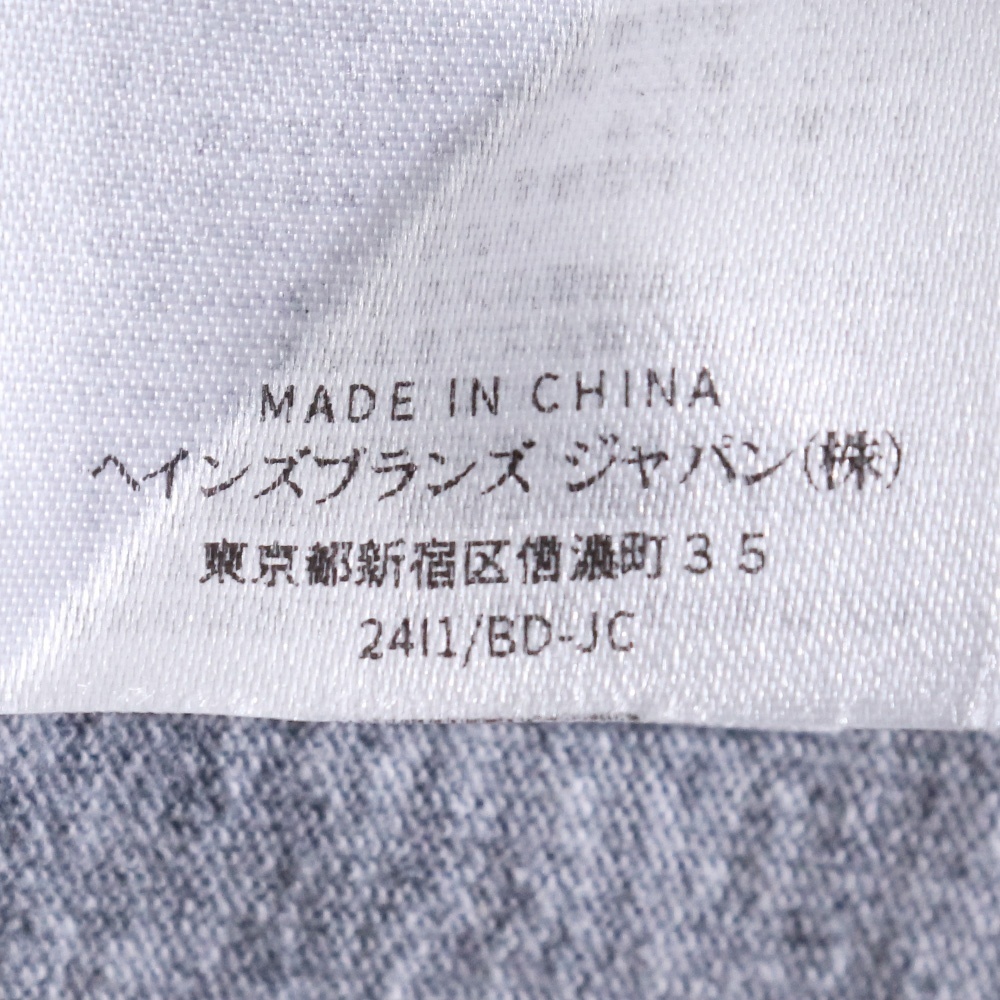 MADE IN CHINA
ヘインズブランズ ジャパン(株)
東京都新宿区信濃町３５
24I1/BD-JC